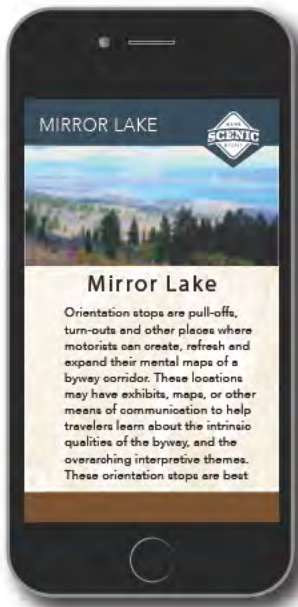 MIRROR LAKE
SCENIC
Mirror Lake
Orientation stops are pull-offs,
turn-outs and other places where
motorists can create, refresh and
expand their mental maps of a
byway corridor. These locations
may have exhibits, maps, or other
means of communication to help
travelers learn about the intrinsic
qualities of the byway, and the
overarching interpretive themes.
These orientation stops are best